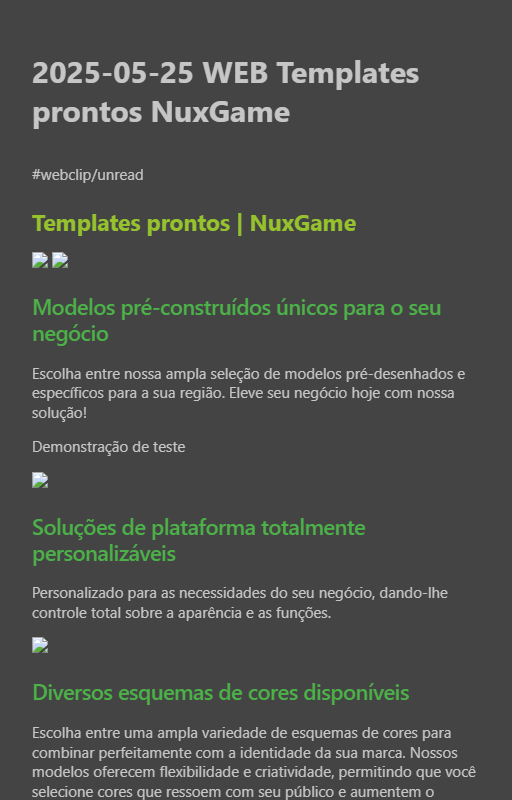 2025-05-25 WEB Templates
prontos NuxGame
#webclip/unread
Templates prontos | NuxGame
Modelos pré-construídos únicos para o seu
negócio
Escolha entre nossa ampla seleção de modelos pré-desenhados e
específicos para a sua região. Eleve seu negócio hoje com nossa
solução!
Demonstração de teste
Soluções de plataforma totalmente
personalizáveis
Personalizado para as necessidades do seu negócio, dando-lhe
controle total sobre a aparência e as funções.
Diversos esquemas de cores disponíveis
Escolha entre uma ampla variedade de esquemas de cores para
combinar perfeitamente com a identidade da sua marca. Nossos
modelos oferecem flexibilidade e criatividade, permitindo que você
selecione cores que ressoem com seu público e aumentem o